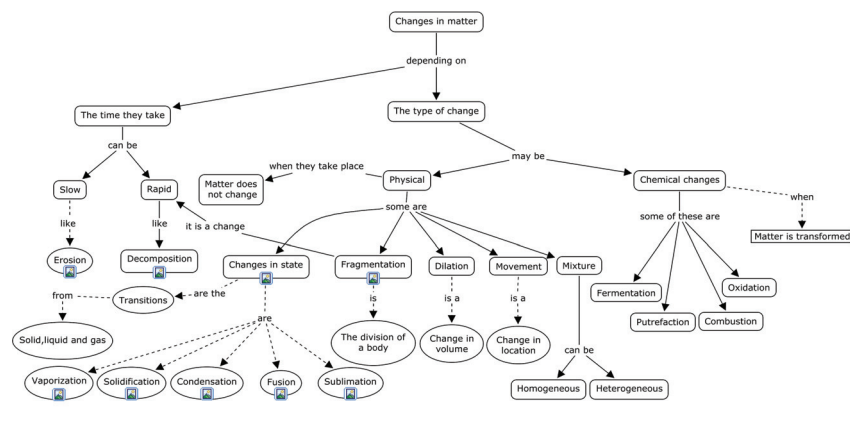 Changes in matter
depending on
The time they take
The type of change
can be
may be
when they take place
Slow
Rapid
Matter does
not change
Physical
Chemical changes
when
some are
some of these are
like
like
it is a change
Matter is transformed
Erosion
Decomposition
Changes in state
Fragmentation
Dilation
Movement
Mixture
from
Transitions
are the
is
is a
is a
Fermentation
Oxidation
are
Putrefaction
Combustion
Solid,liquid and gas
The division of
a body
Change in
volume
Change in
location
can be
Vaporization
Solidification
Condensation
Fusion
Sublimation
Homogeneous
Heterogeneous